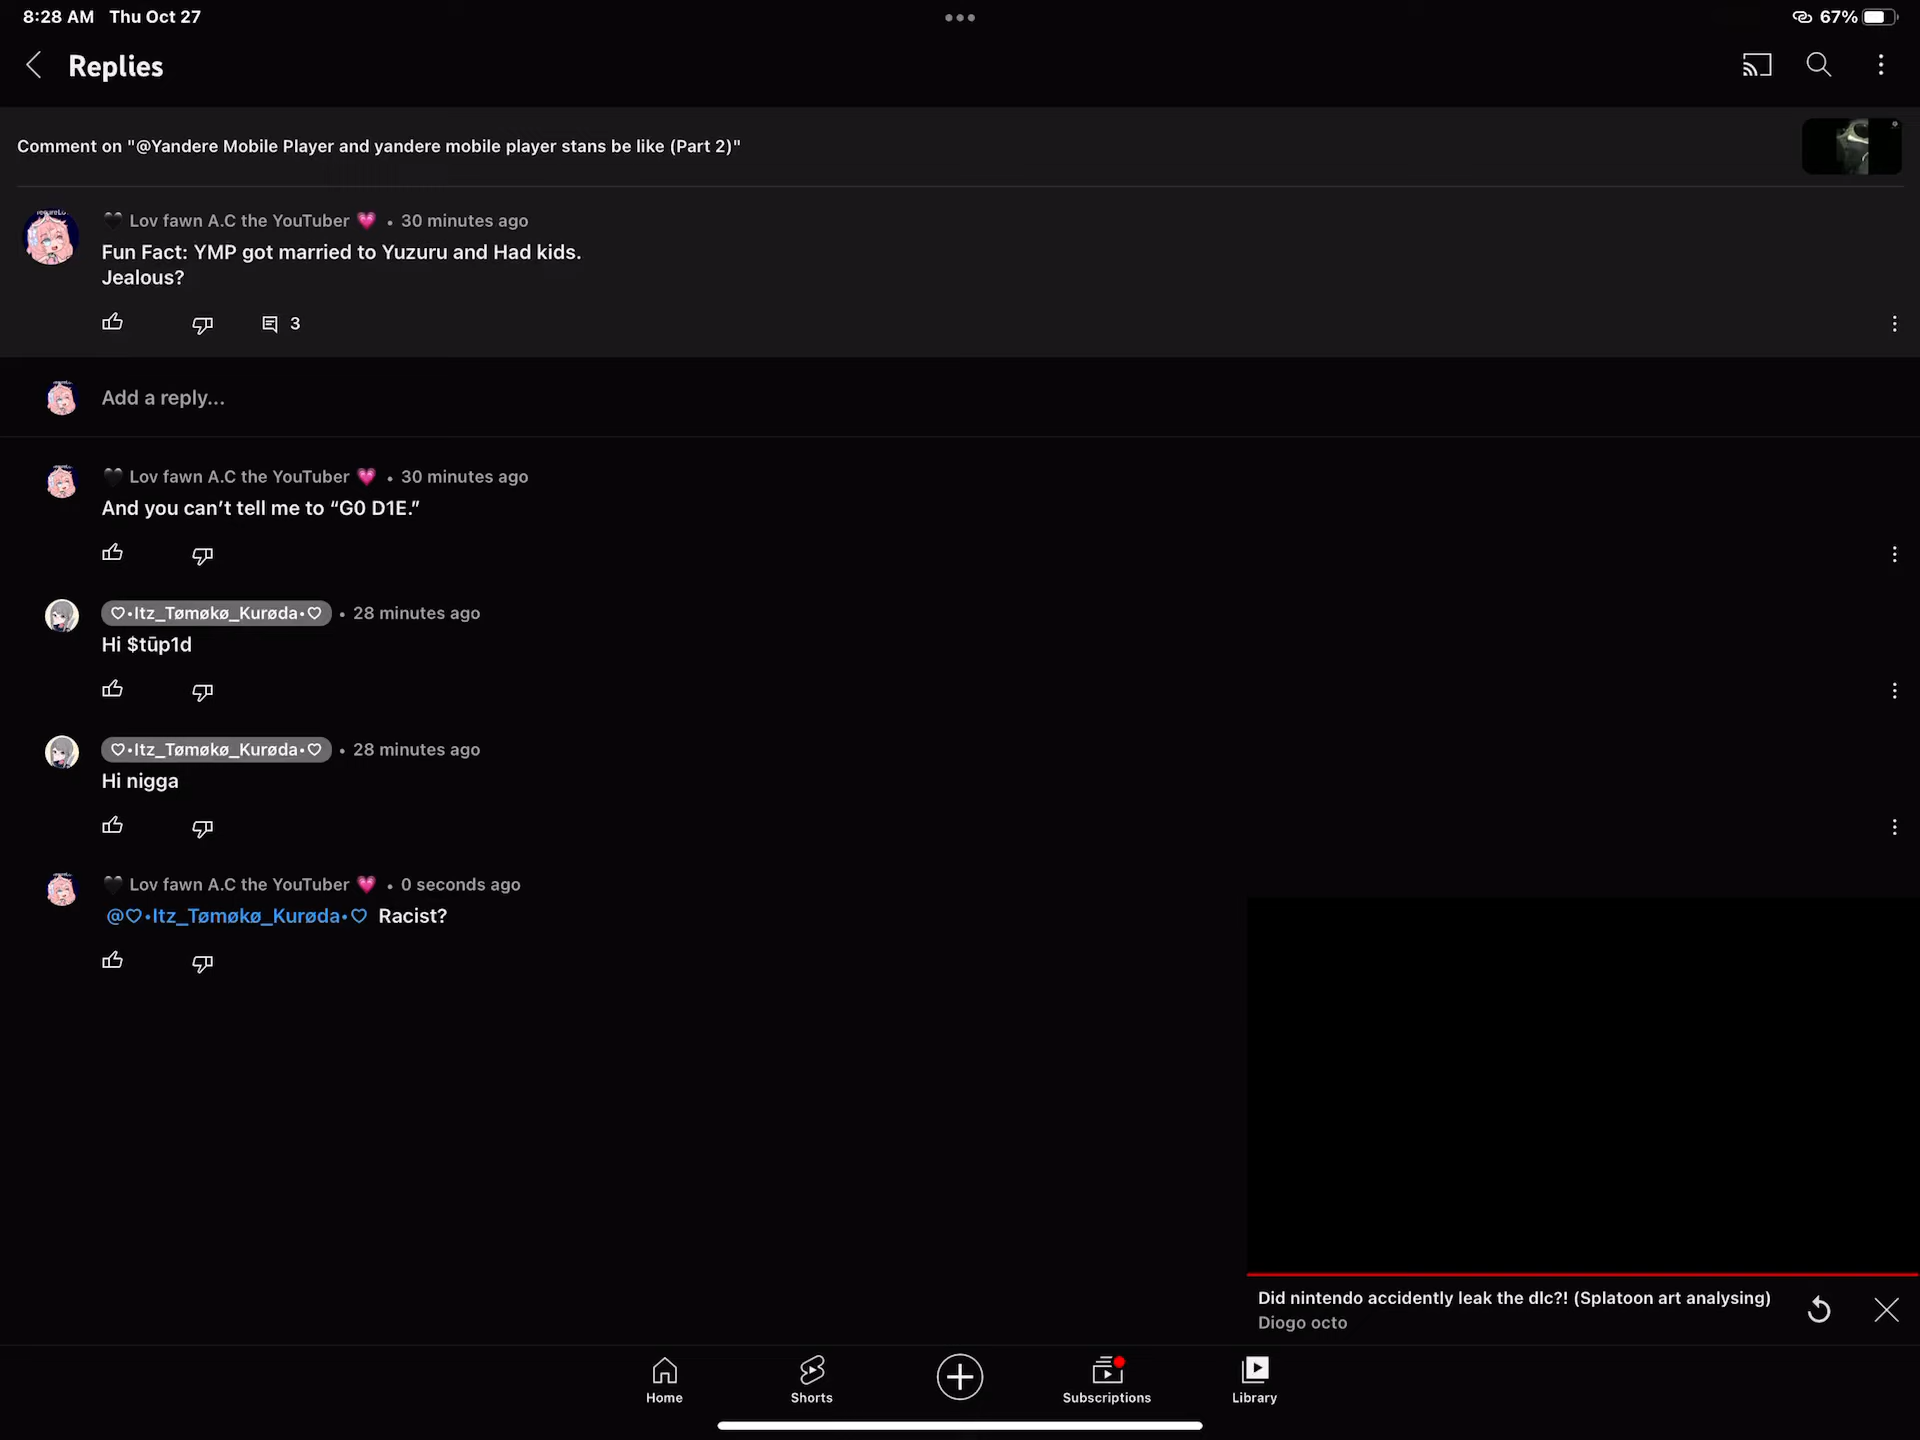 8:28 AM Thu Oct 27
67%
Replies
Comment on "@Yandere Mobile Player and yandere mobile player stans be like (Part 2)"
🖤 Lov fawn A.C the YouTuber 💗 • 30 minutes ago
Fun Fact: YMP got married to Yuzuru and Had kids.
Jealous?
3
Add a reply...
🖤 Lov fawn A.C the YouTuber 💗 • 30 minutes ago
And you can’t tell me to “G0 D1E.”
♡•Itz_Tømøkø_Kurøda•♡ • 28 minutes ago
Hi $tūp1d
♡•Itz_Tømøkø_Kurøda•♡ • 28 minutes ago
Hi nigga
🖤 Lov fawn A.C the YouTuber 💗 • 0 seconds ago
@♡•Itz_Tømøkø_Kurøda•♡ Racist?
Did nintendo accidently leak the dlc?! (Splatoon art analysing)
Diogo octo
Home
Shorts
Subscriptions
Library